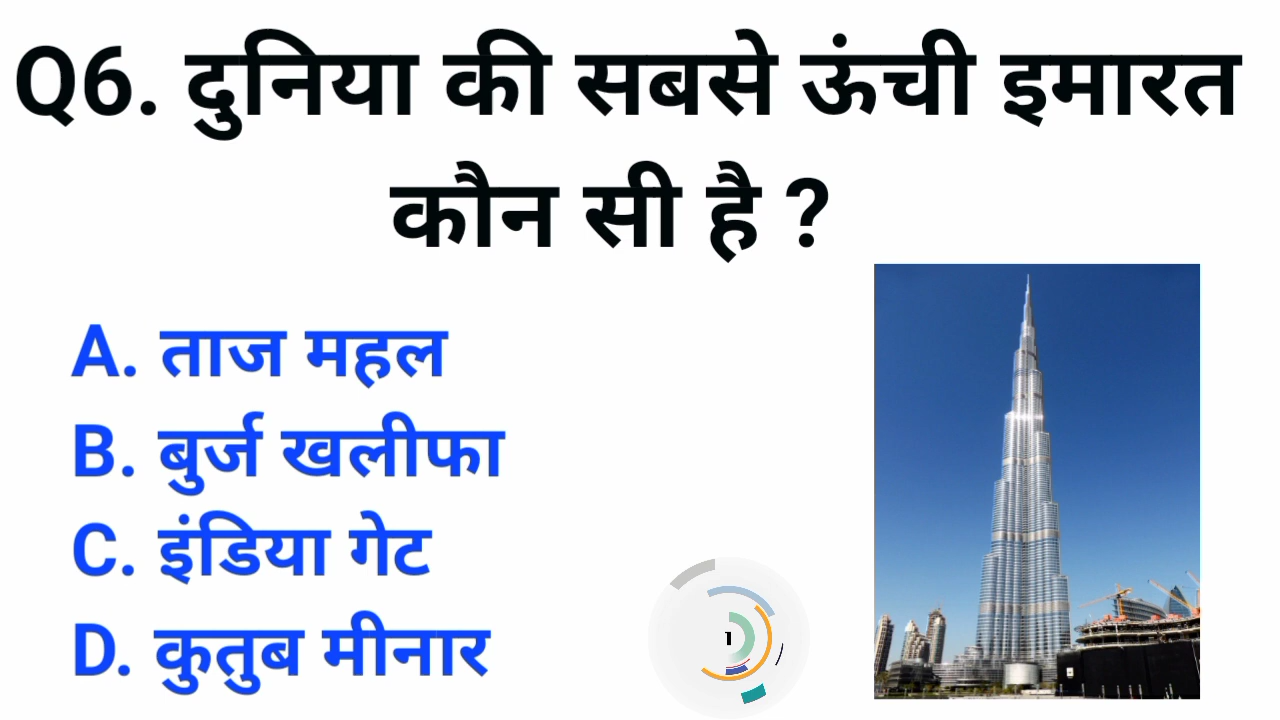 Q6. दुनिया की सबसे ऊंची इमारत
कौन सी है ?
A. ताज महल
B. बुर्ज खलीफा
C. इंडिया गेट
D. कुतुब मीनार
1